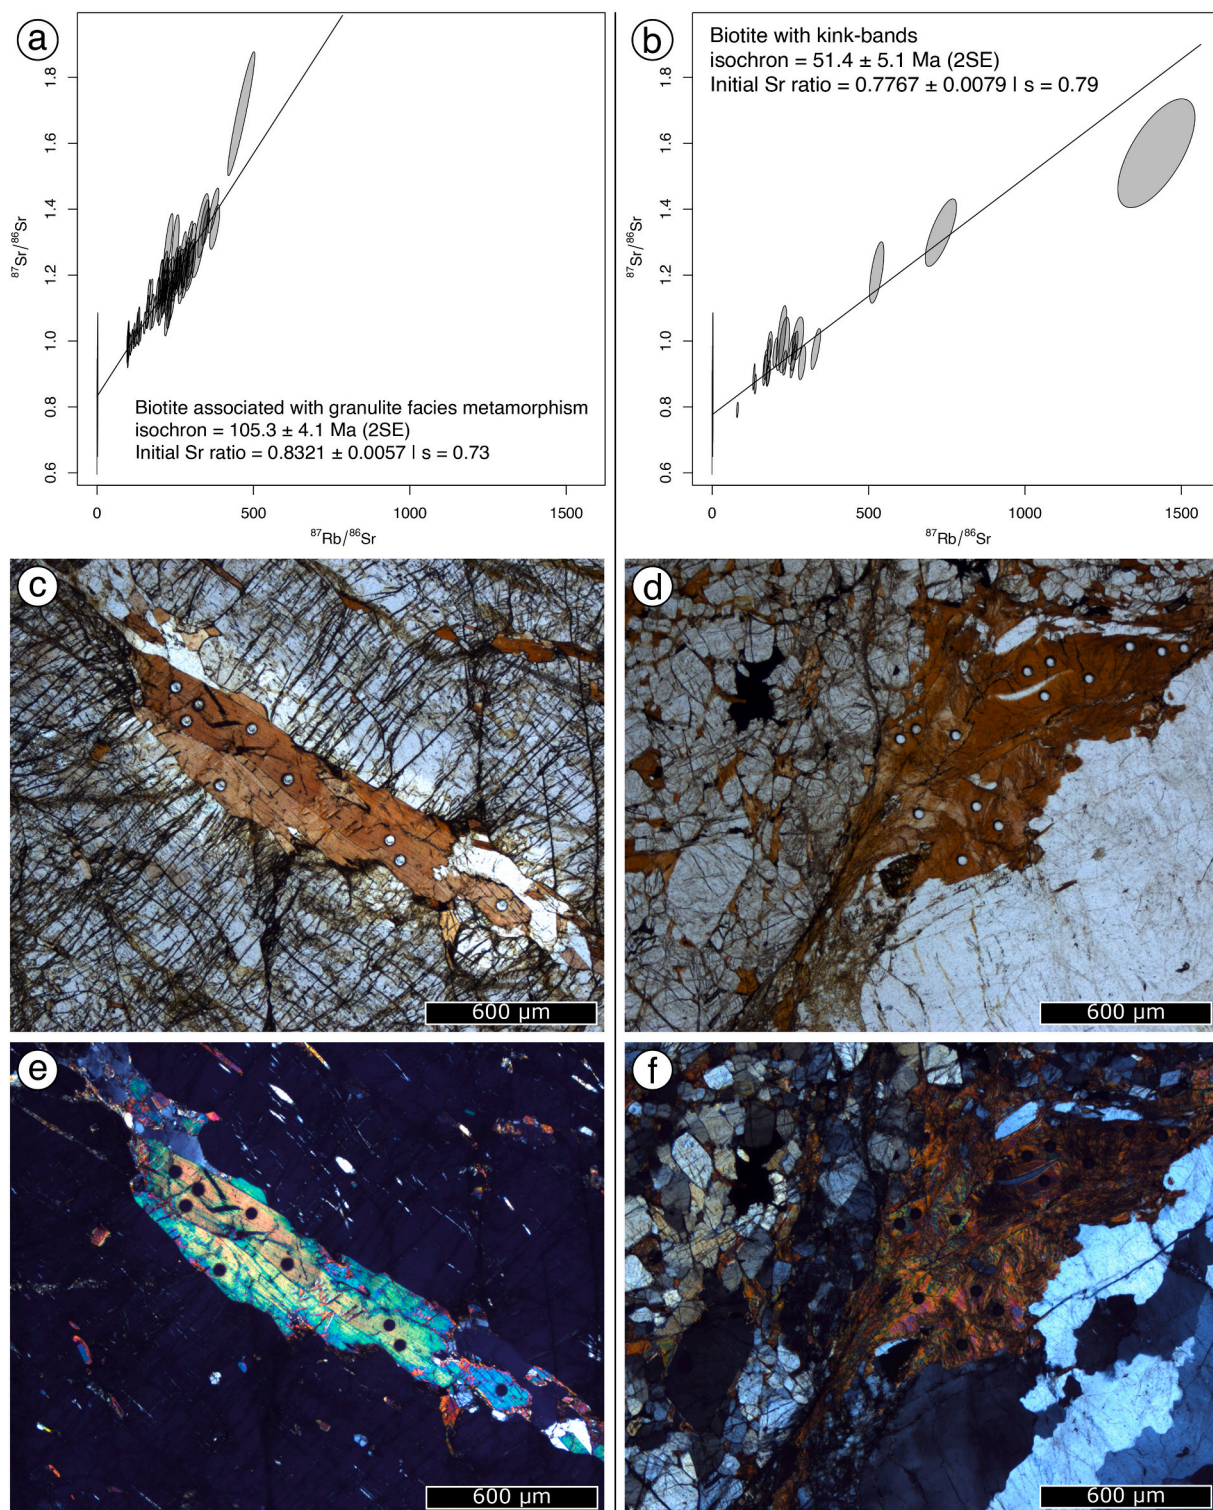 a
1.8
1.6
1.4
1.2
1.0
0.8
0.6
⁸⁷Sr/⁸⁶Sr
Biotite associated with granulite facies metamorphism
isochron = 105.3 ± 4.1 Ma (2SE)
Initial Sr ratio = 0.8321 ± 0.0057 | s = 0.73
0 500 1000 1500
⁸⁷Rb/⁸⁶Sr
b
Biotite with kink-bands
isochron = 51.4 ± 5.1 Ma (2SE)
Initial Sr ratio = 0.7767 ± 0.0079 | s = 0.79
1.8
1.6
1.4
1.2
1.0
0.8
0.6
⁸⁷Sr/⁸⁶Sr
0 500 1000 1500
⁸⁷Rb/⁸⁶Sr
c
600 µm
d
600 µm
e
600 µm
f
600 µm